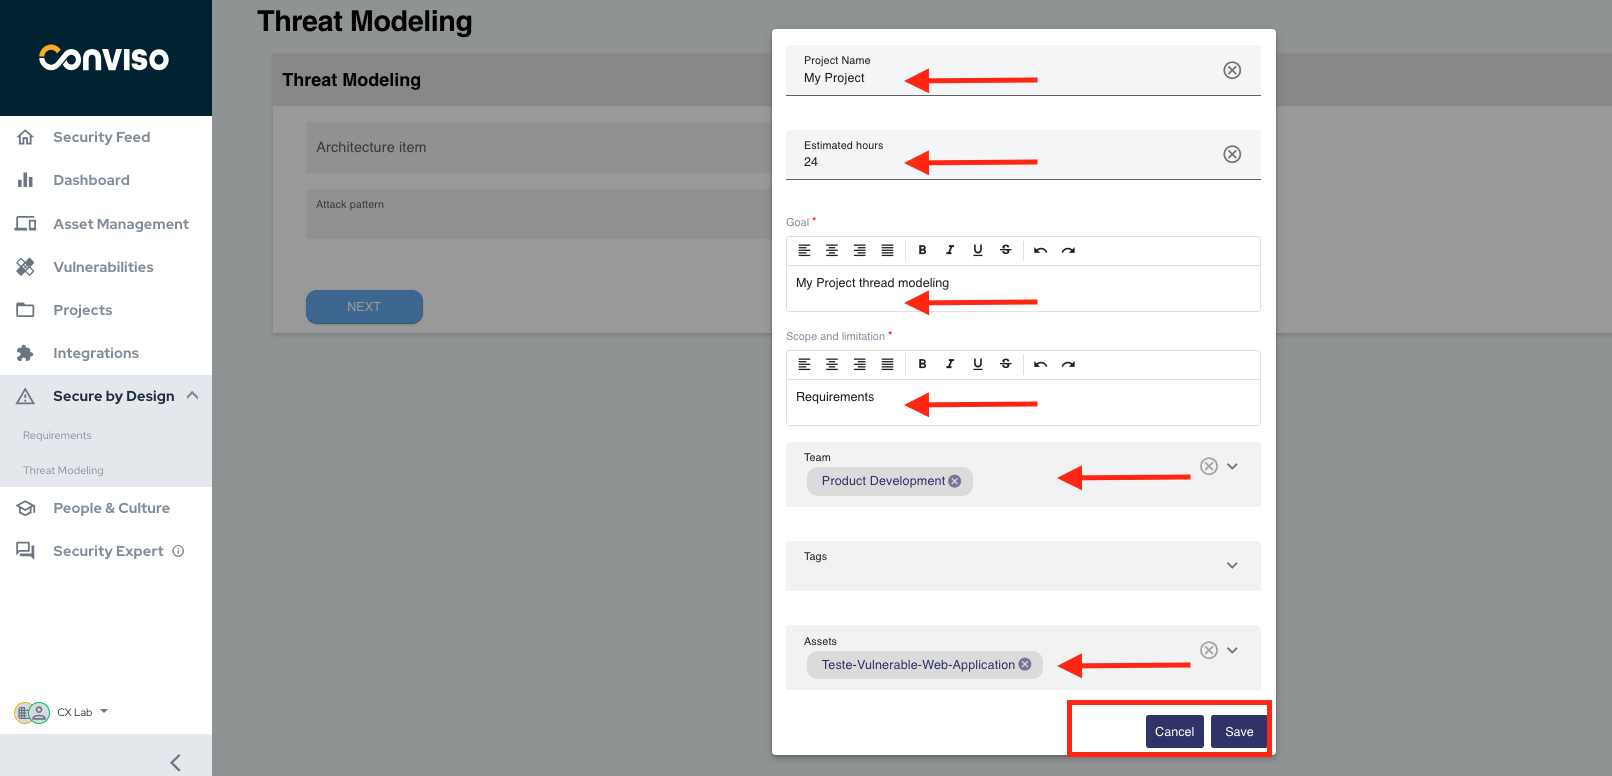 Conviso
Security Feed
Dashboard
Asset Management
Vulnerabilities
Projects
Integrations
Secure by Design
Requirements
Threat Modeling
People & Culture
Security Expert
CX Lab
Threat Modeling
Threat Modeling
Architecture item
Attack pattern
NEXT
Project Name
My Project
Estimated hours
24
Goal *
B I U S
My Project thread modeling
Scope and limitation *
B I U S
Requirements
Team
Product Development
Tags
Assets
Teste-Vulnerable-Web-Application
Cancel Save